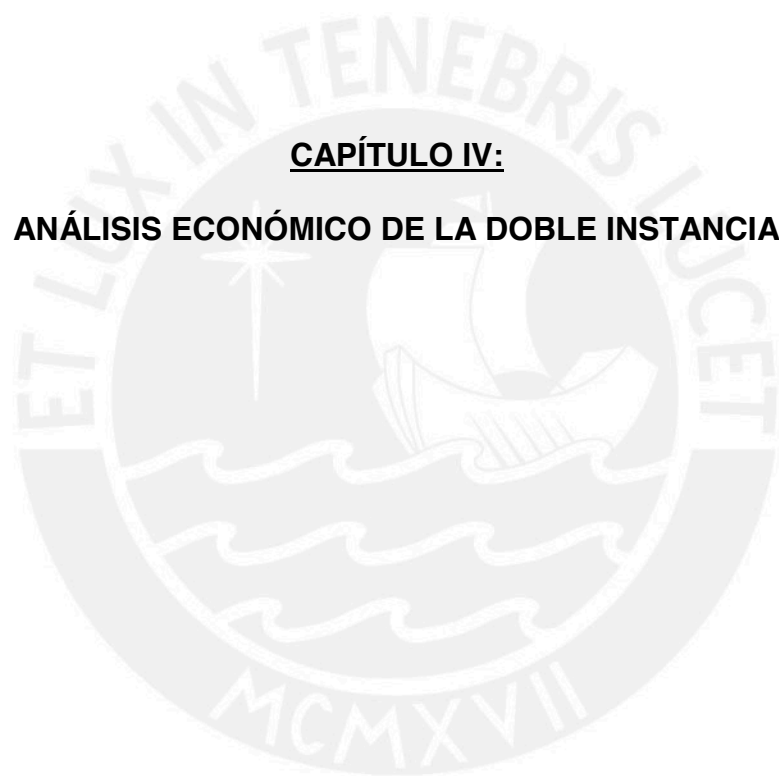 ET LUX IN TENEBRIS LUCET
CAPÍTULO IV:
ANÁLISIS ECONÓMICO DE LA DOBLE INSTANCIA
MCMXVII